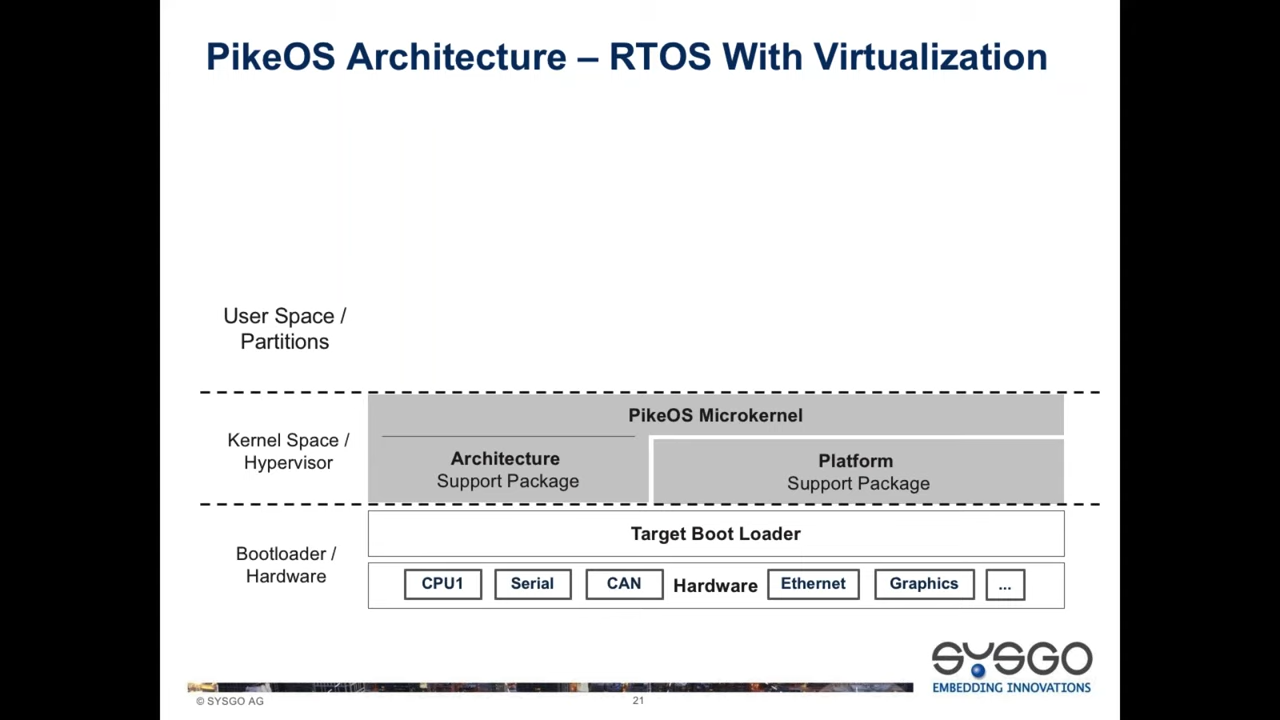 PikeOS Architecture – RTOS With Virtualization
User Space /
Partitions
PikeOS Microkernel
Kernel Space /
Hypervisor
Architecture
Support Package
Platform
Support Package
Target Boot Loader
Bootloader /
Hardware
CPU1 Serial CAN Hardware Ethernet Graphics ...
SYSGO
EMBEDDING INNOVATIONS
© SYSGO AG
21